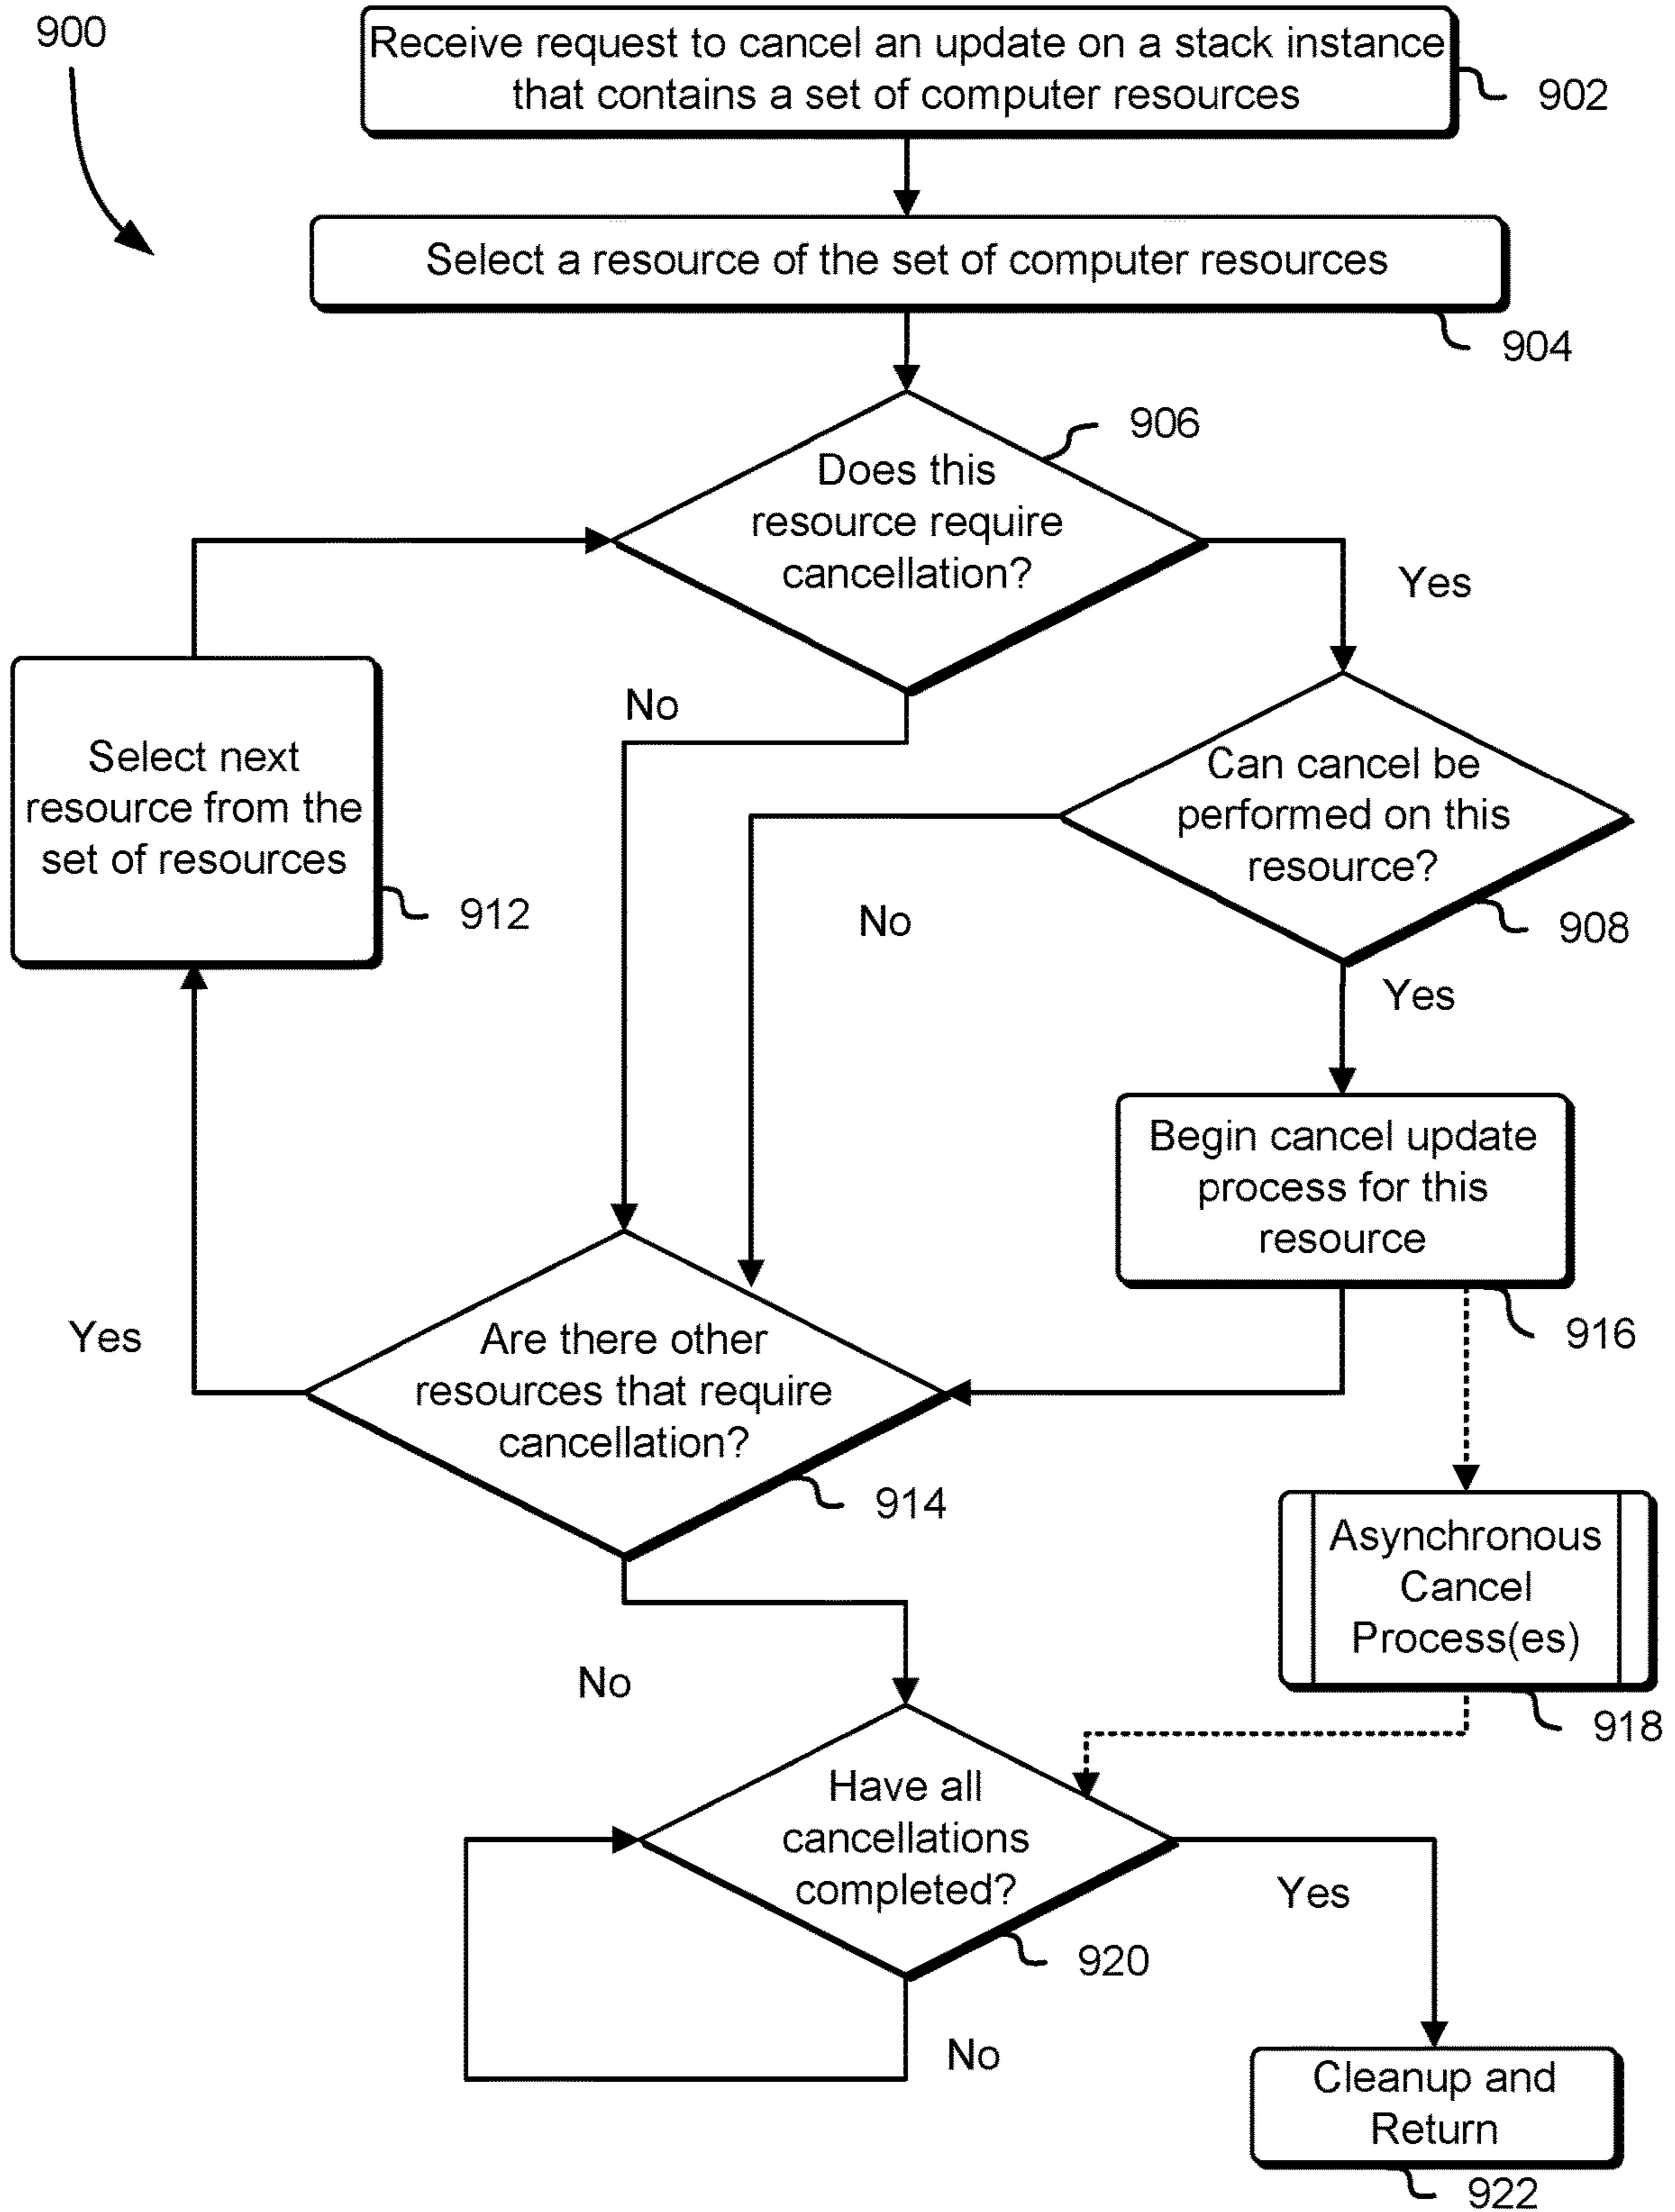 900
Receive request to cancel an update on a stack instance
that contains a set of computer resources
902
Select a resource of the set of computer resources
904
906
Does this
resource require
cancellation?
Yes
No
Select next
resource from the
set of resources
912
Can cancel be
performed on this
resource?
908
No
Yes
Begin cancel update
process for this
resource
916
Yes
Are there other
resources that require
cancellation?
914
Asynchronous
Cancel
Process(es)
918
No
Have all
cancellations
completed?
920
Yes
No
Cleanup and
Return
922